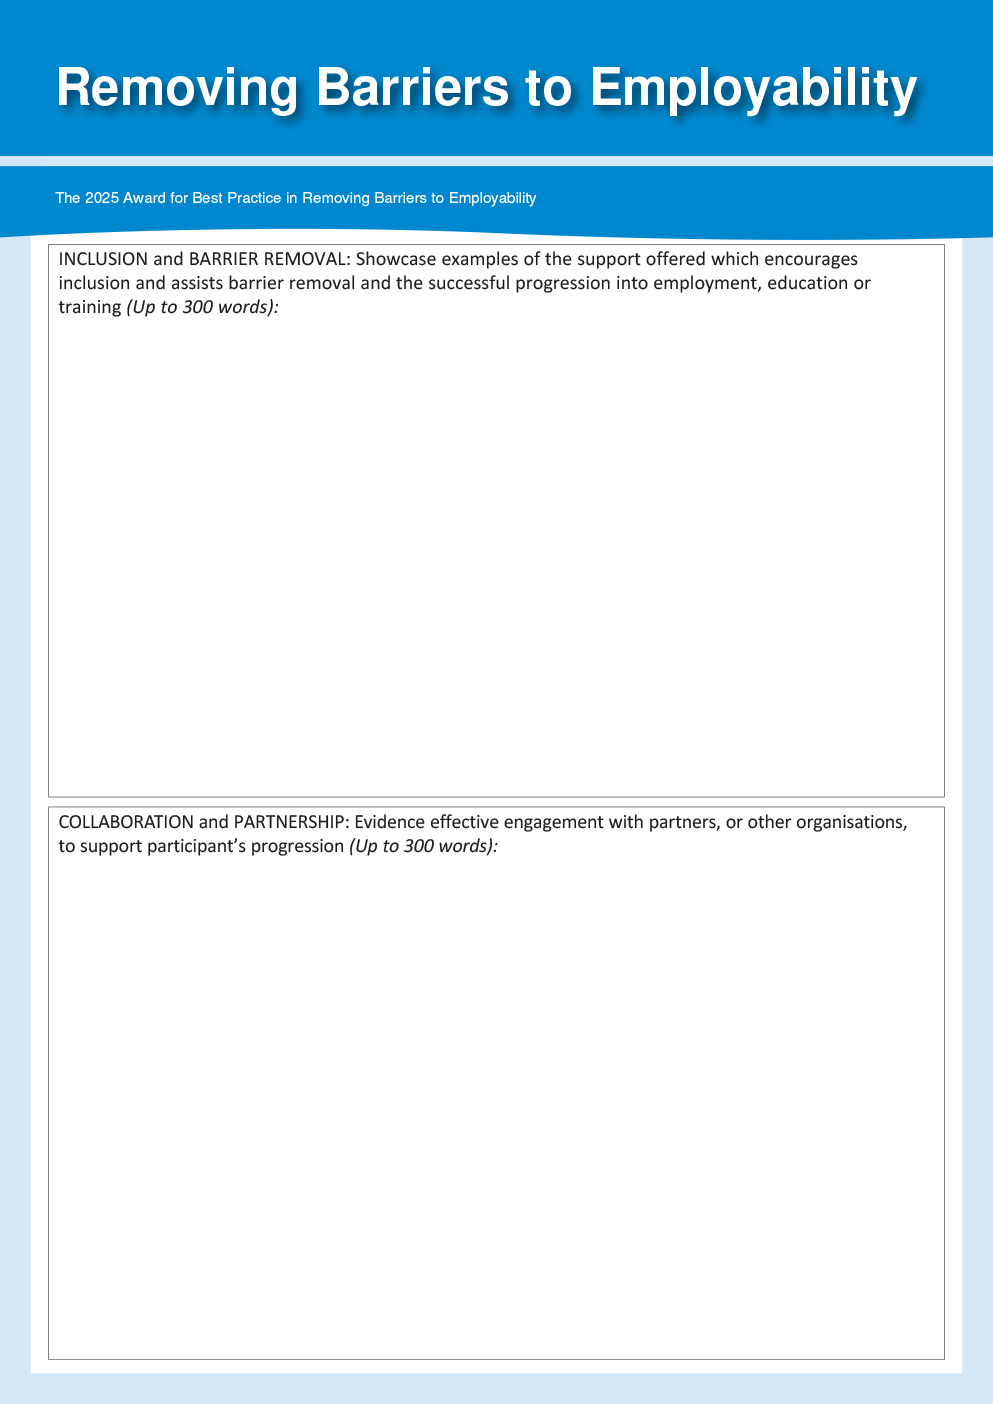 Removing Barriers to Employability
The 2025 Award for Best Practice in Removing Barriers to Employability
INCLUSION and BARRIER REMOVAL: Showcase examples of the support offered which encourages
inclusion and assists barrier removal and the successful progression into employment, education or
training (Up to 300 words):
COLLABORATION and PARTNERSHIP: Evidence effective engagement with partners, or other organisations,
to support participant’s progression (Up to 300 words):